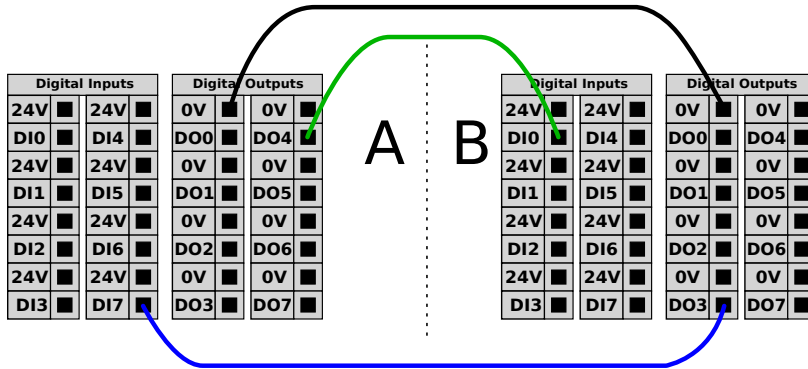 Digital Inputs Digital Outputs Digital Inputs Digital Outputs
24V 24V 0V 0V 24V 24V 0V 0V
DI0 DI4 DO0 DO4 A B DI0 DI4 DO0 DO4
24V 24V 0V 0V 24V 24V 0V 0V
DI1 DI5 DO1 DO5 DI1 DI5 DO1 DO5
24V 24V 0V 0V 24V 24V 0V 0V
DI2 DI6 DO2 DO6 DI2 DI6 DO2 DO6
24V 24V 0V 0V 24V 24V 0V 0V
DI3 DI7 DO3 DO7 DI3 DI7 DO3 DO7